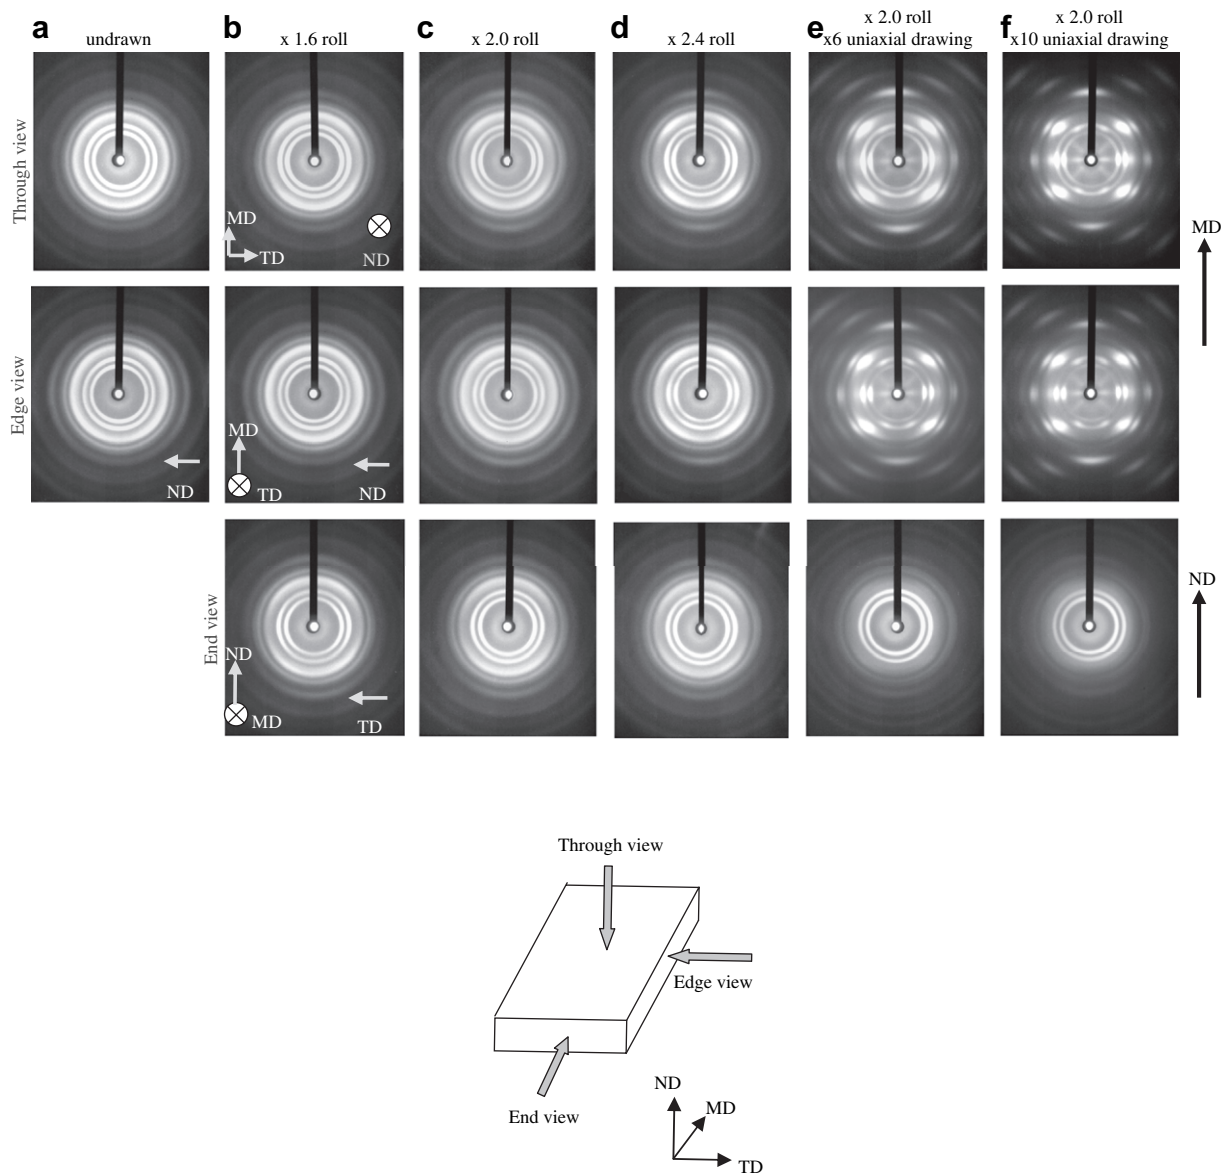 a
undrawn
b
x 1.6 roll
c
x 2.0 roll
d
x 2.4 roll
e
x 2.0 roll
x6 uniaxial drawing
f
x 2.0 roll
x10 uniaxial drawing
Through view
MD
TD
ND
MD
Edge view
ND
MD
TD
ND
End view
ND
MD
TD
ND
Through view
Edge view
End view
ND
MD
TD